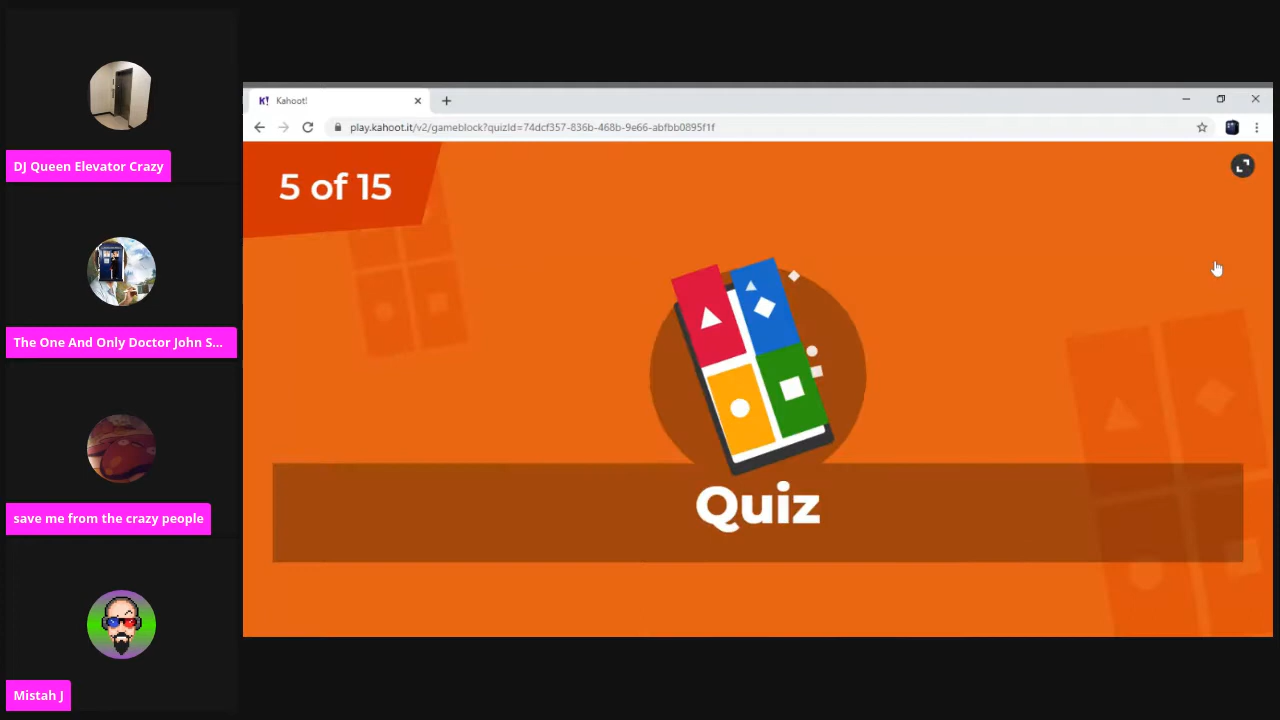 DJ Queen Elevator Crazy
The One And Only Doctor John S...
save me from the crazy people
Mistah J
K! Kahoot!
play.kahoot.it/v2/gameblock?quizId=74dcf357-836b-468b-9e66-abfbb0895f1f
5 of 15
Quiz